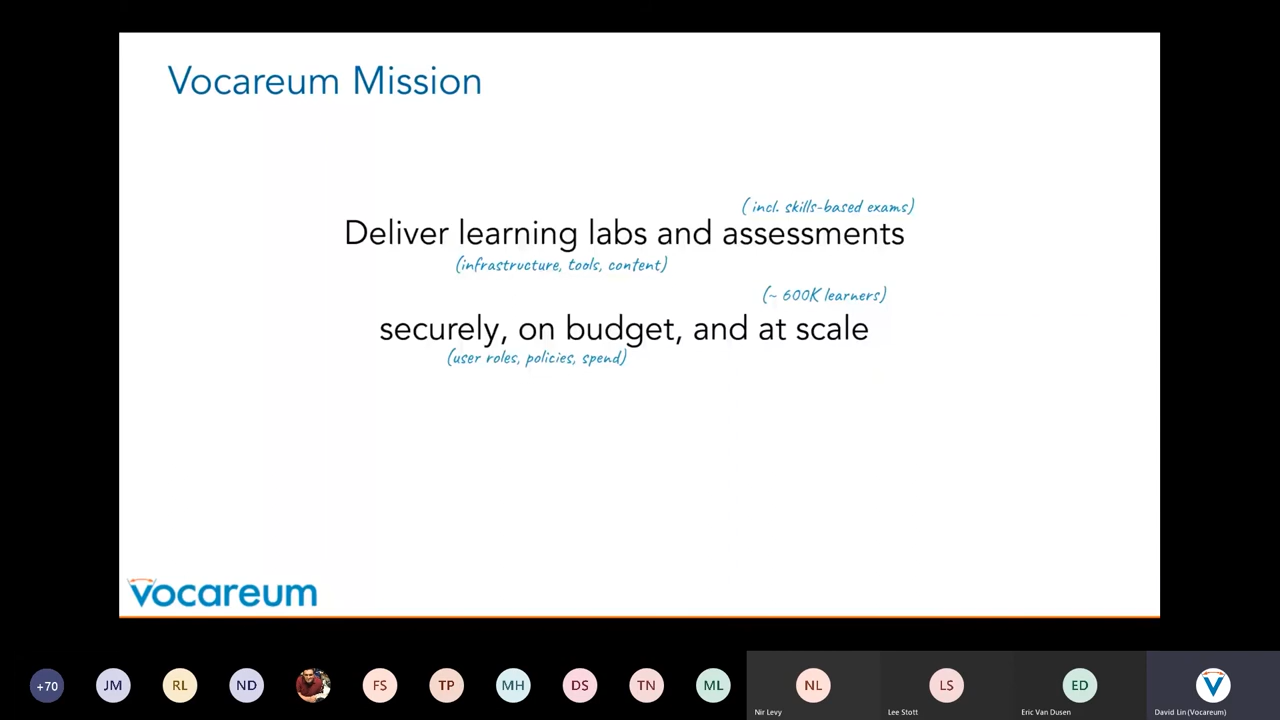 Vocareum Mission
( incl. skills-based exams)
Deliver learning labs and assessments
(infrastructure, tools, content)
(~ 600K learners)
securely, on budget, and at scale
(user roles, policies, spend)
vocareum
+70 JM RL ND FS TP MH DS TN ML NL LS ED V
Nir Levy Lee Stott Eric Van Dusen David Lin (Vocareum)